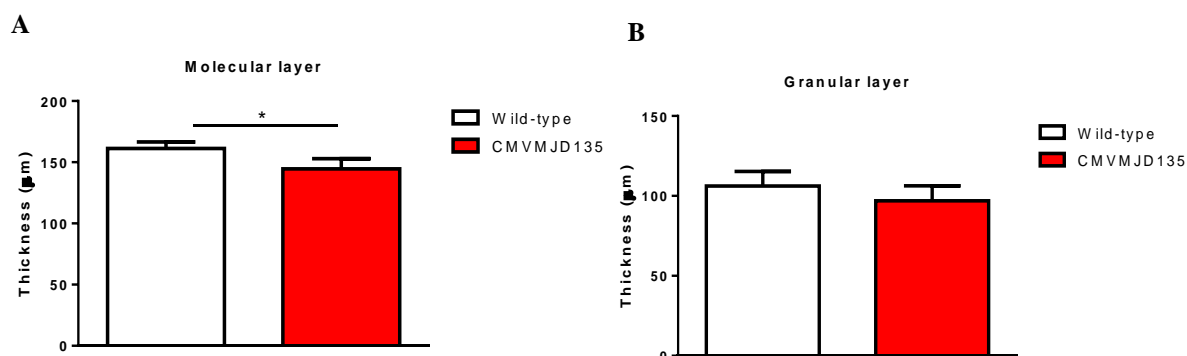 A
Molecular layer
200
150
100
50
0
Thickness (µm)
*
Wild-type
CMVMJD135
B
Granular layer
150
100
50
0
Thickness (µm)
Wild-type
CMVMJD135